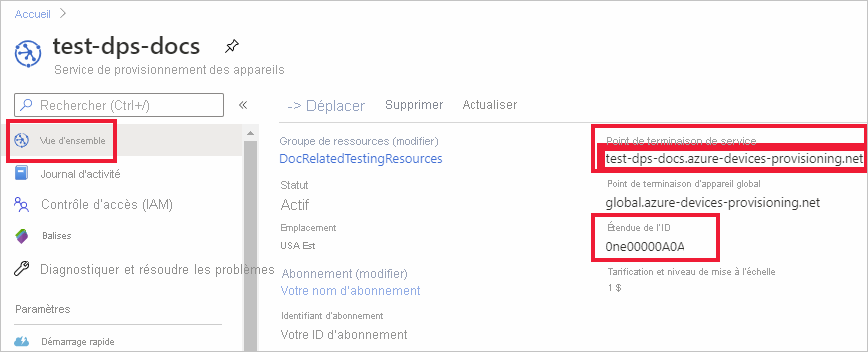 Accueil
test-dps-docs
Service de provisionnement des appareils
Rechercher (Ctrl+/)
Vue d'ensemble
Journal d'activité
Contrôle d'accès (IAM)
Balises
Diagnostiquer et résoudre les problèmes
Paramètres
Démarrage rapide
-> Déplacer
Supprimer
Actualiser
Groupe de ressources (modifier)
DocRelatedTestingResources
Statut
Actif
Emplacement
USA Est
Abonnement (modifier)
Votre nom d'abonnement
Identifiant d'abonnement
Votre ID d'abonnement
Point de terminaison de service
test-dps-docs.azure-devices-provisioning.net
Point de terminaison d'appareil global
global.azure-devices-provisioning.net
Étendue de l'ID
0ne00000A0A
Tarification et niveau de mise à l'échelle
1 $